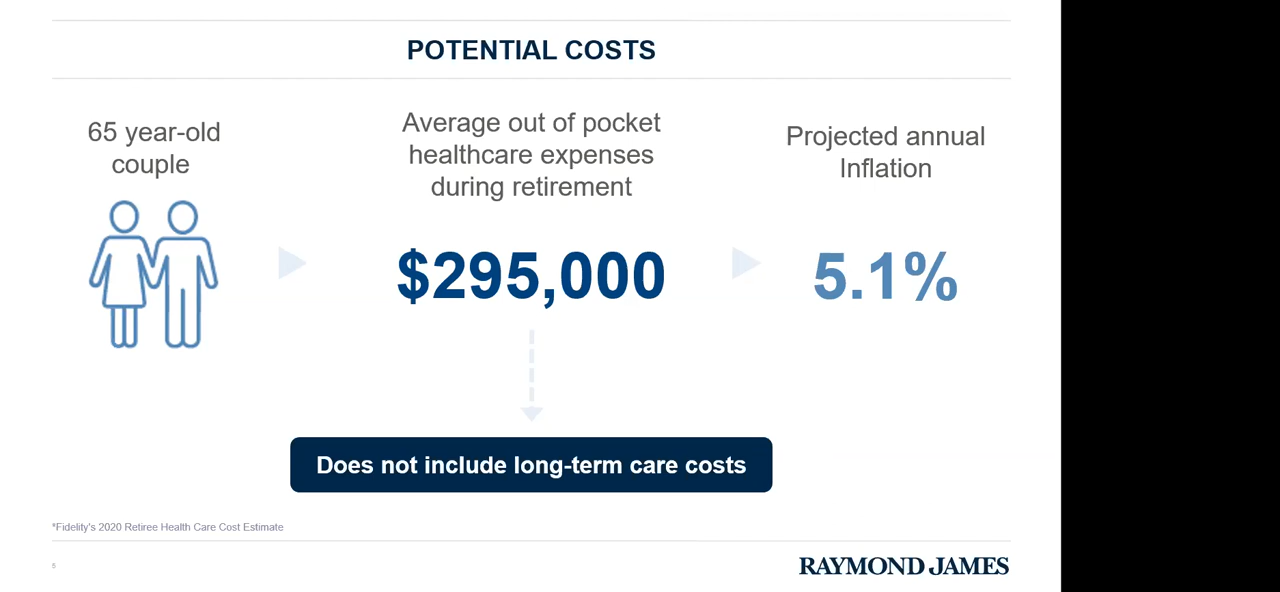 POTENTIAL COSTS
65 year-old
couple
Average out of pocket
healthcare expenses
during retirement
$295,000
Projected annual
Inflation
5.1%
Does not include long-term care costs
*Fidelity's 2020 Retiree Health Care Cost Estimate
5
RAYMOND JAMES